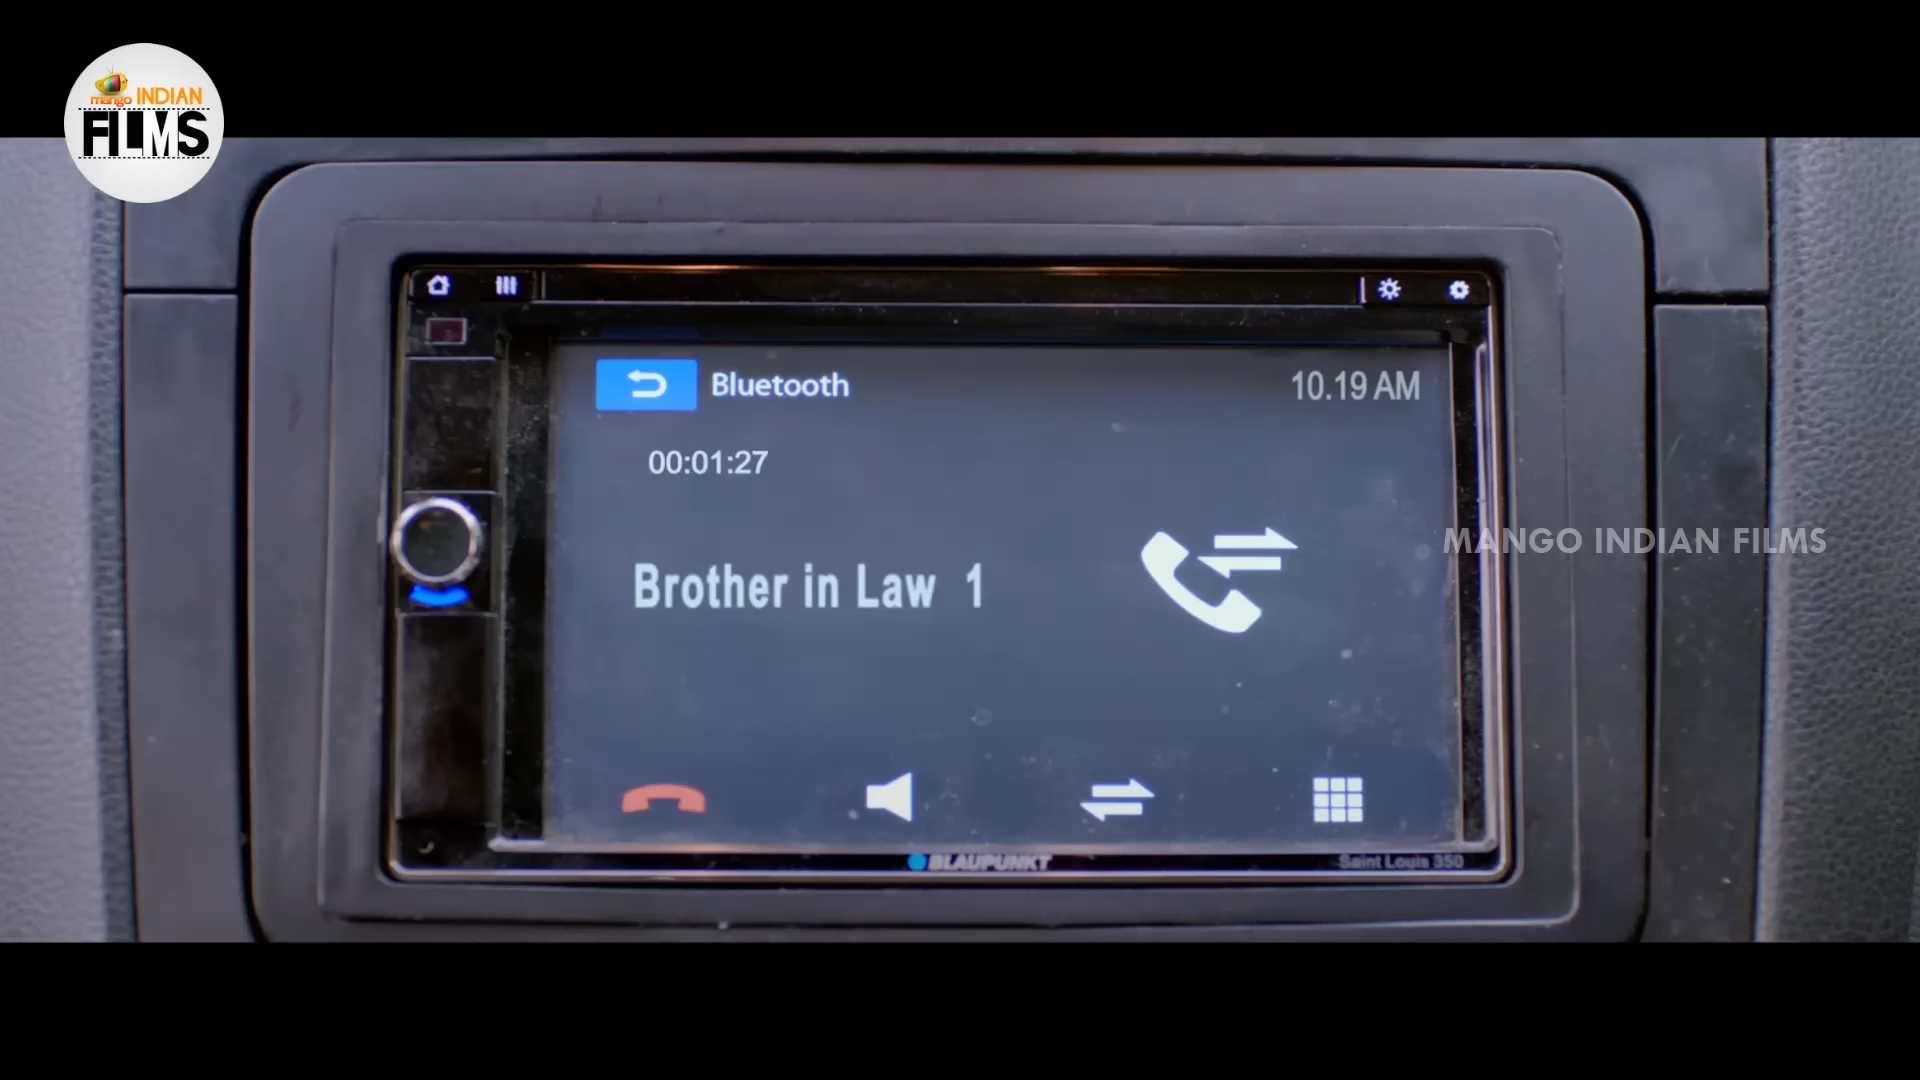 mango INDIAN
FILMS
Bluetooth
10.19 AM
00:01:27
MANGO INDIAN FILMS
Brother in Law 1
BLAUPUNKT
Saint Louis 350